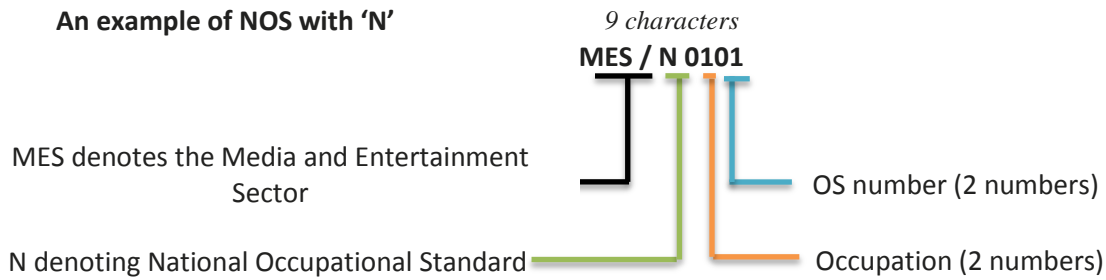 An example of NOS with ‘N’
9 characters
MES / N 0101
MES denotes the Media and Entertainment
Sector
OS number (2 numbers)
N denoting National Occupational Standard
Occupation (2 numbers)